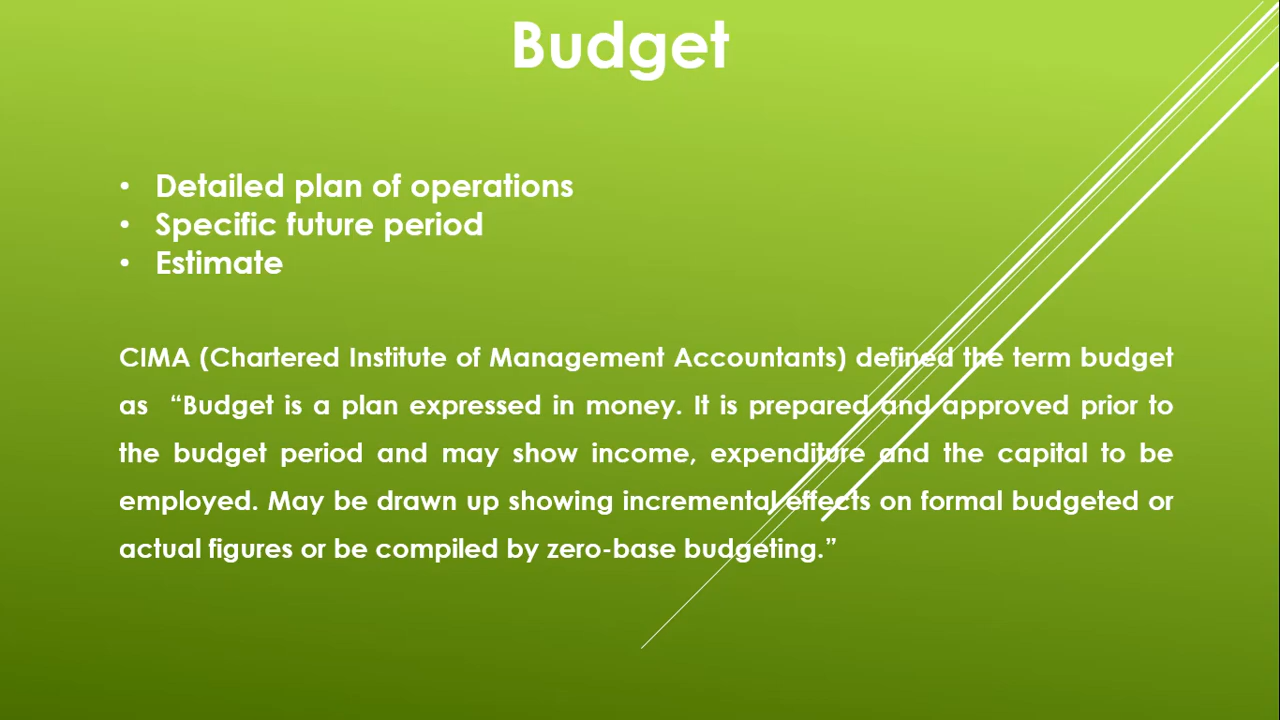 Budget
• Detailed plan of operations
• Specific future period
• Estimate
CIMA (Chartered Institute of Management Accountants) defined the term budget
as “Budget is a plan expressed in money. It is prepared and approved prior to
the budget period and may show income, expenditure and the capital to be
employed. May be drawn up showing incremental effects on formal budgeted or
actual figures or be compiled by zero-base budgeting.”